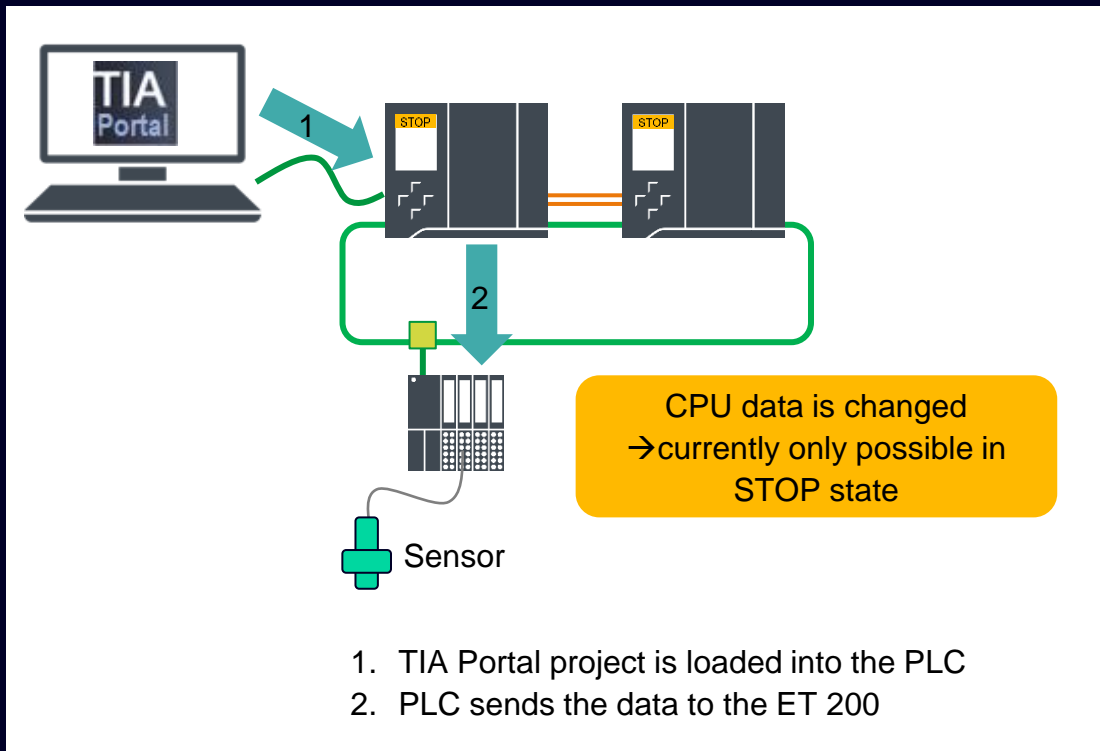 TIA
Portal
1
STOP
STOP
2
CPU data is changed
→currently only possible in
STOP state
Sensor
1. TIA Portal project is loaded into the PLC
2. PLC sends the data to the ET 200